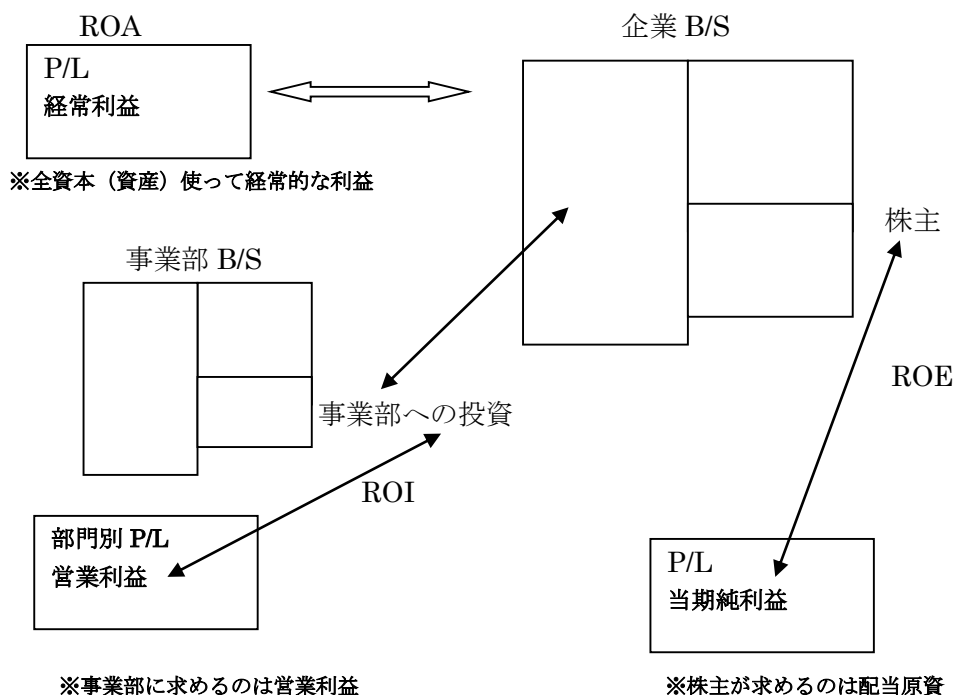 ROA
企業 B/S
P/L
経常利益
※全資本（資産）使って経常的な利益
株主
事業部 B/S
ROE
事業部への投資
ROI
部門別 P/L
営業利益
P/L
当期純利益
※事業部に求めるのは営業利益
※株主が求めるのは配当原資